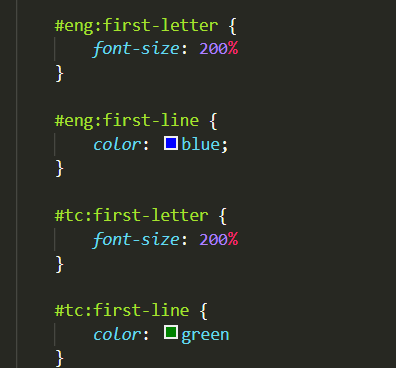 #eng:first-letter {
font-size: 200%
}
#eng:first-line {
color: blue;
}
#tc:first-letter {
font-size: 200%
}
#tc:first-line {
color: green
}